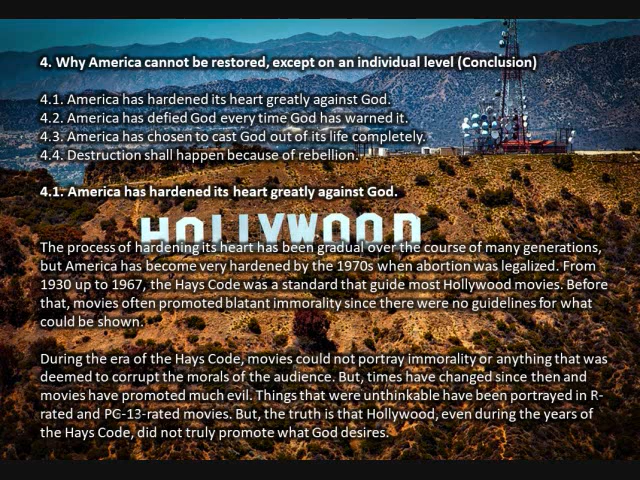 4. Why America cannot be restored, except on an individual level (Conclusion)
4.1. America has hardened its heart greatly against God.
4.2. America has defied God every time God has warned it.
4.3. America has chosen to cast God out of its life completely.
4.4. Destruction shall happen because of rebellion.
4.1. America has hardened its heart greatly against God.
HOLLYWOOD
The process of hardening its heart has been gradual over the course of many generations,
but America has become very hardened by the 1970s when abortion was legalized. From
1930 up to 1967, the Hays Code was a standard that guide most Hollywood movies. Before
that, movies often promoted blatant immorality since there were no guidelines for what
could be shown.
During the era of the Hays Code, movies could not portray immorality or anything that was
deemed to corrupt the morals of the audience. But, times have changed since then and
movies have promoted much evil. Things that were unthinkable have been portrayed in R-
rated and PG-13-rated movies. But, the truth is that Hollywood, even during the years of
the Hays Code, did not truly promote what God desires.